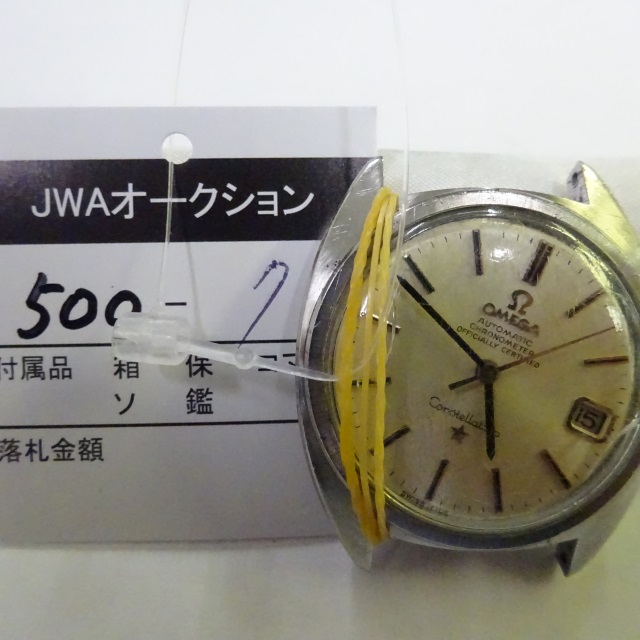 JWAオークション
500-7
付属品 箱 保
ソ 鑑
落札金額
Ω
OMEGA
AUTOMATIC
CHRONOMETER
OFFICIALLY CERTIFIED
Constellation
15